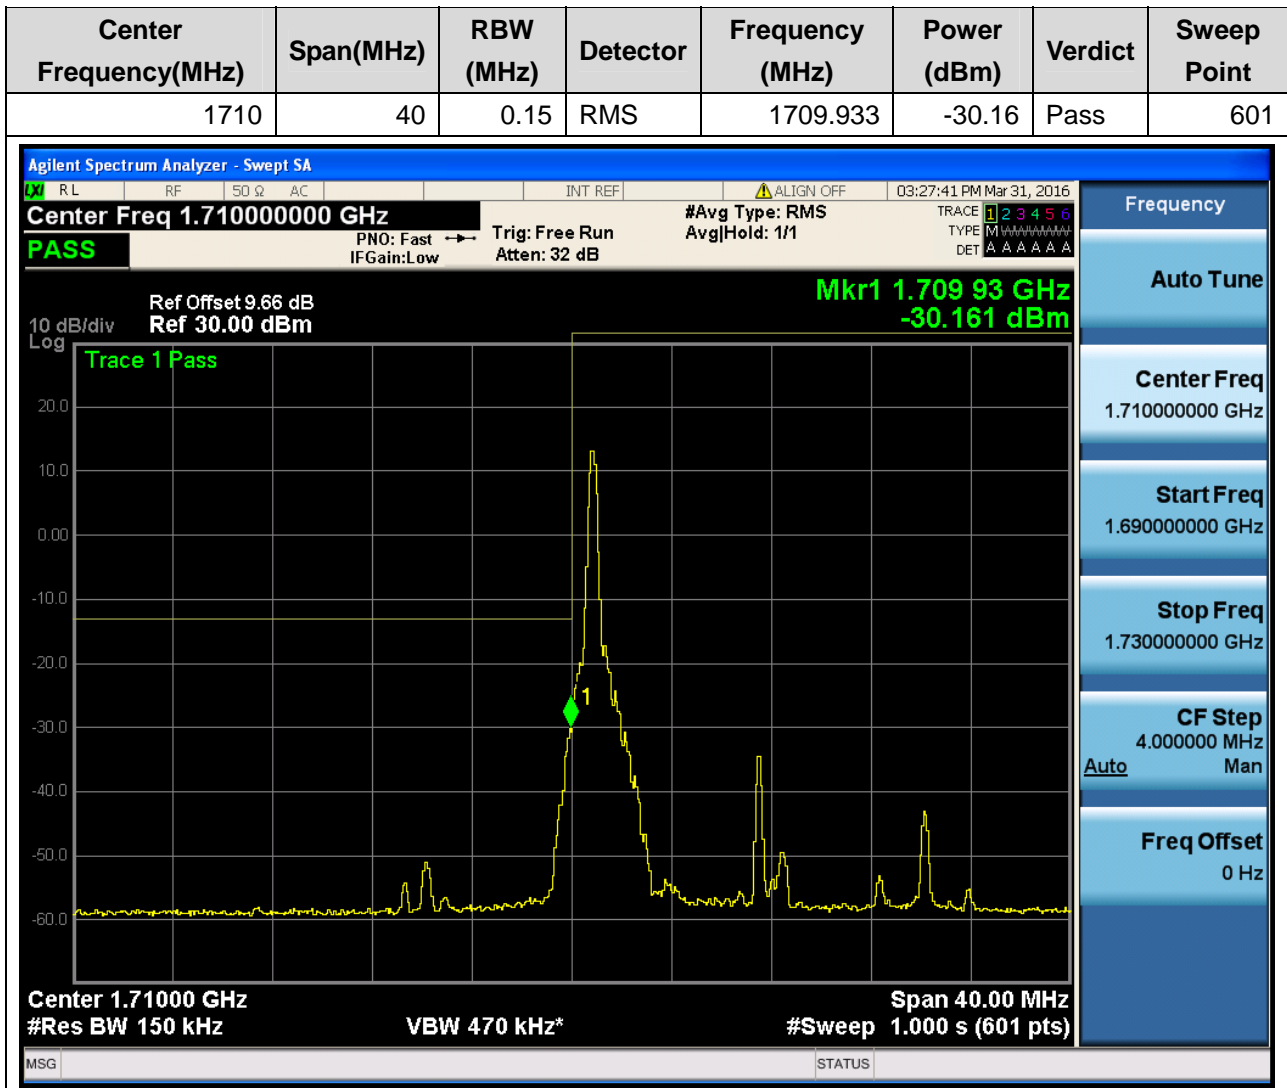 Center Frequency(MHz) Span(MHz) RBW (MHz) Detector Frequency (MHz) Power (dBm) Verdict Sweep Point
1710 40 0.15 RMS 1709.933 -30.16 Pass 601
Agilent Spectrum Analyzer - Swept SA
LXI RL RF 50 Ω AC INT REF ALIGN OFF 03:27:41 PM Mar 31, 2016
Center Freq 1.710000000 GHz
PASS
PNO: Fast
IFGain:Low
Trig: Free Run
Atten: 32 dB
#Avg Type: RMS
Avg|Hold: 1/1
TRACE 1 2 3 4 5 6
TYPE M WWWWW
DET A A A A A A
Mkr1 1.709 93 GHz
-30.161 dBm
Ref Offset 9.66 dB
10 dB/div Ref 30.00 dBm
Log
Trace 1 Pass
20.0
10.0
0.00
-10.0
-20.0
1
-30.0
-40.0
-50.0
-60.0
Center 1.71000 GHz Span 40.00 MHz
#Res BW 150 kHz VBW 470 kHz* #Sweep 1.000 s (601 pts)
MSG STATUS
Frequency
Auto Tune
Center Freq
1.710000000 GHz
Start Freq
1.690000000 GHz
Stop Freq
1.730000000 GHz
CF Step
4.000000 MHz
Auto Man
Freq Offset
0 Hz